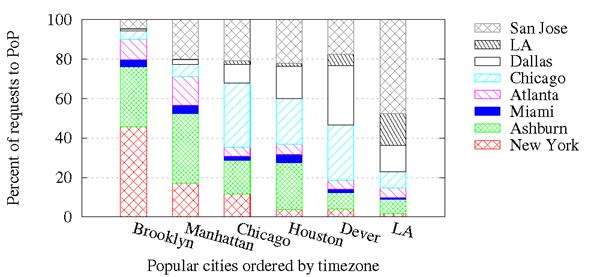 Percent of requests to PoP
100
80
60
40
20
0
Brooklyn
Manhattan
Chicago
Houston
Dever
LA
Popular cities ordered by timezone
San Jose
LA
Dallas
Chicago
Atlanta
Miami
Ashburn
New York